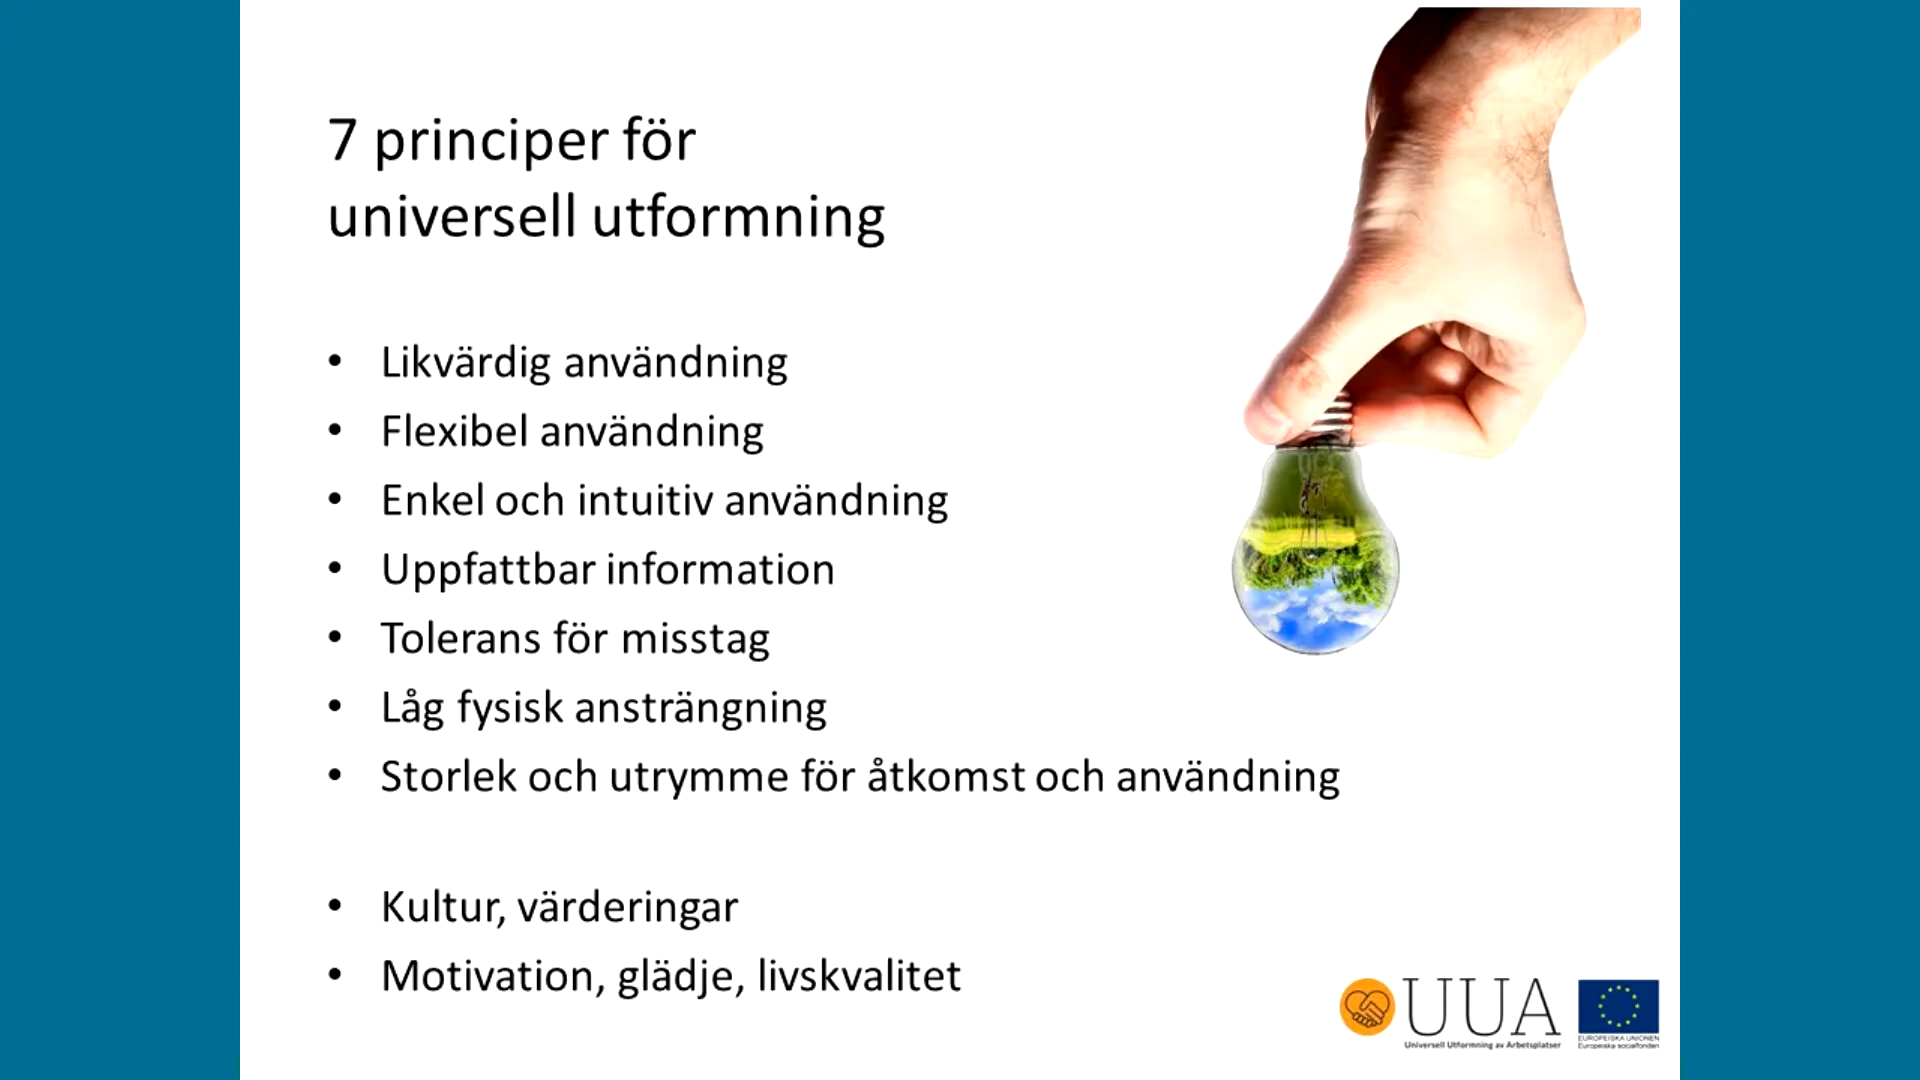 7 principer för
universell utformning
• Likvärdig användning
• Flexibel användning
• Enkel och intuitiv användning
• Uppfattbar information
• Tolerans för misstag
• Låg fysisk ansträngning
• Storlek och utrymme för åtkomst och användning
• Kultur, värderingar
• Motivation, glädje, livskvalitet
UUA
Universell Utformning av Arbetsplatser
EUROPEISKA UNIONEN
Europeiska socialfonden